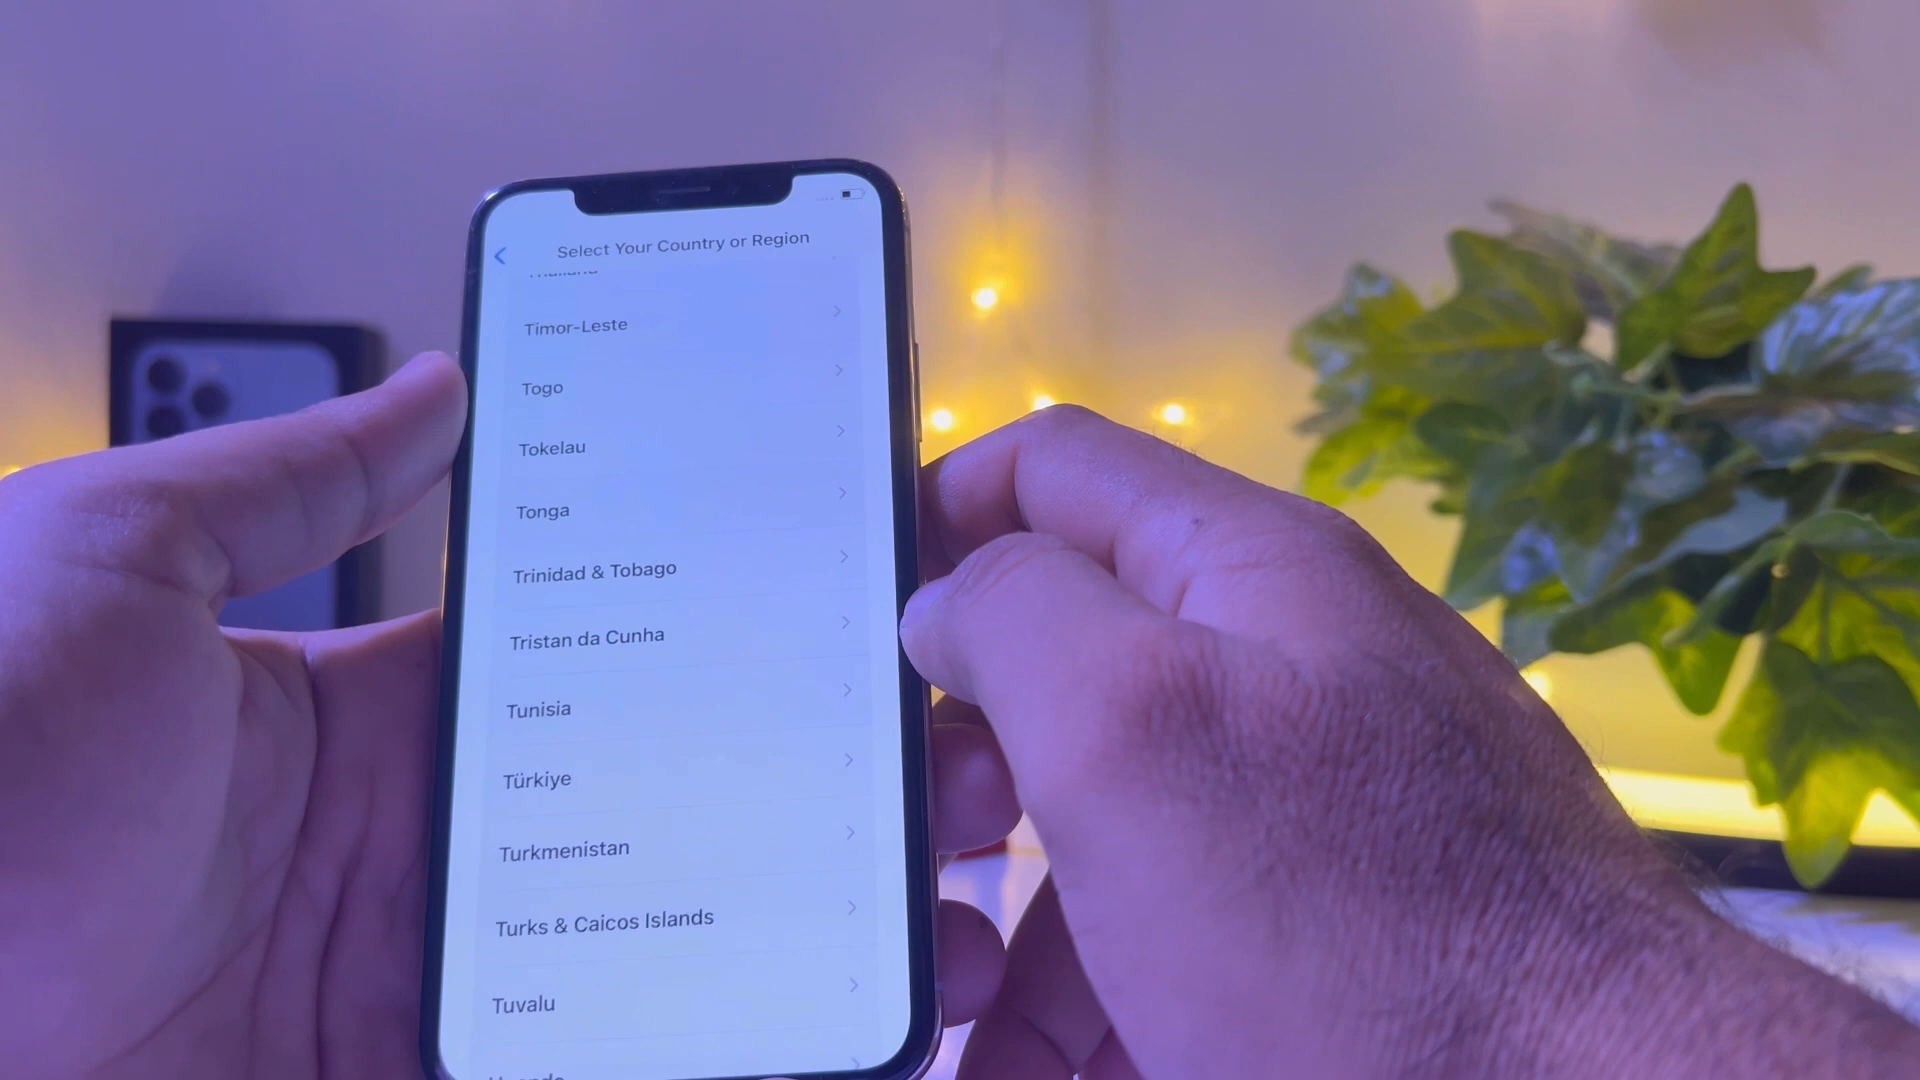 Select Your Country or Region
Thailand
Timor-Leste
Togo
Tokelau
Tonga
Trinidad & Tobago
Tristan da Cunha
Tunisia
Türkiye
Turkmenistan
Turks & Caicos Islands
Tuvalu